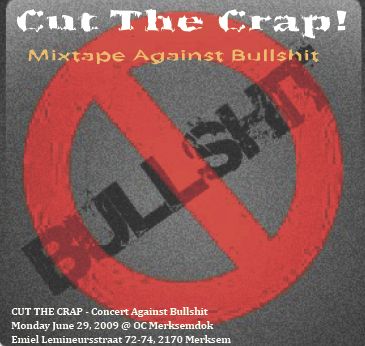 Cut The Crap!
Mixtape Against Bullshit
BULLSHIT
CUT THE CRAP - Concert Against Bullshit
Monday June 29, 2009 @ OC Merksemdok
Emiel Lemineursstraat 72-74, 2170 Merksem